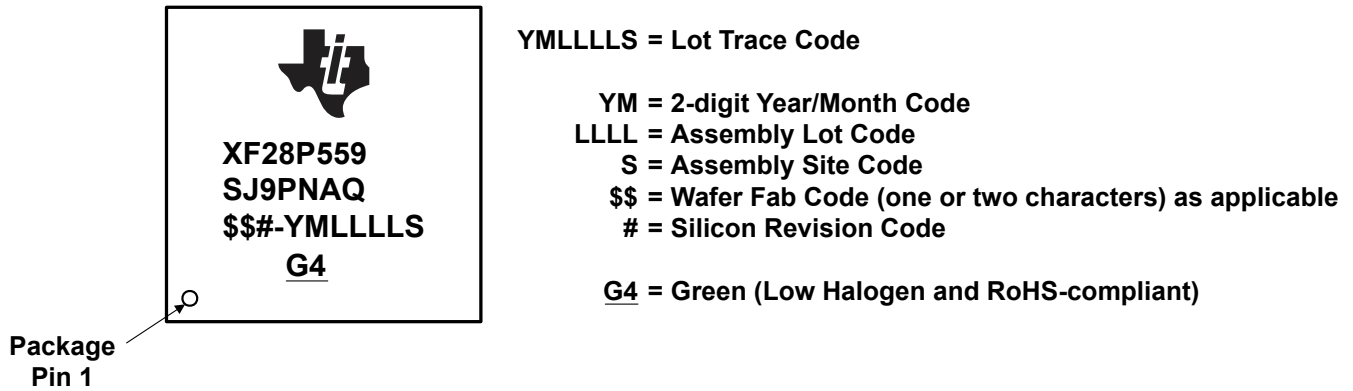 XF28P559
SJ9PNAQ
$$#-YMLLLLS
G4
Package
Pin 1
YMLLLLS = Lot Trace Code
YM = 2-digit Year/Month Code
LLLL = Assembly Lot Code
S = Assembly Site Code
$$ = Wafer Fab Code (one or two characters) as applicable
# = Silicon Revision Code
G4 = Green (Low Halogen and RoHS-compliant)